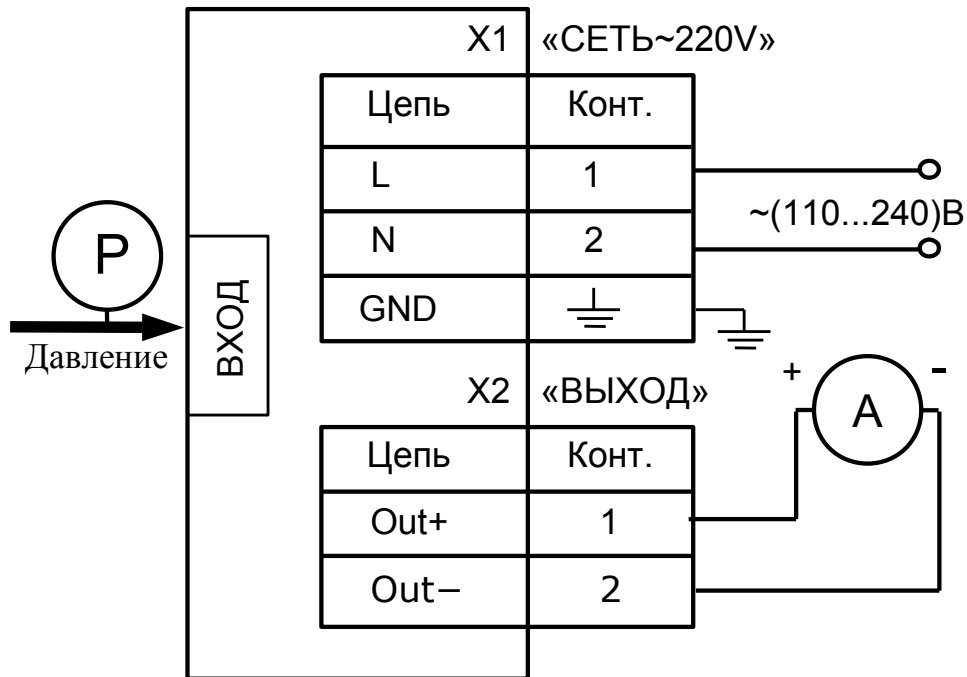 X1 «СЕТЬ~220V»
Цепь Конт.
L 1
~(110...240)В
N 2
GND
P
ВХОД
Давление
X2 «ВЫХОД»
+ -
A
Цепь Конт.
Out+ 1
Out− 2